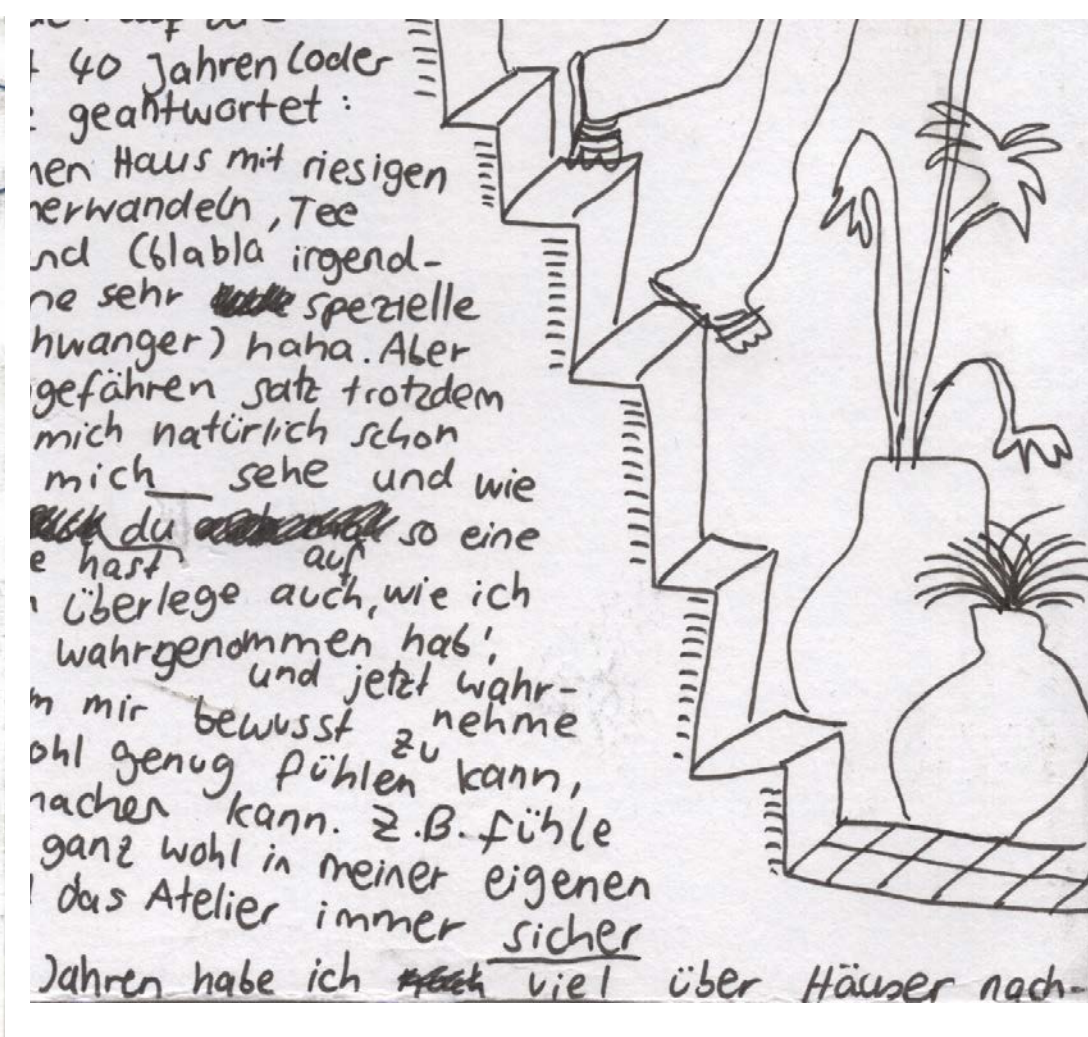 40 Jahren (oder
geantwortet:
nen Haus mit riesigen
nerwandeln, Tee
und (blabla irgend-
ne sehr spezielle
hwanger) haha. Aber
gefähren satz trotzdem
mich natürlich schon
mich sehe und wie
du so eine
e hast auf
überlege auch, wie ich
wahrgenommen hab'
und jetzt wahr-
m mir bewusst nehme
ohl genug fühlen zu kann,
machen kann. Z.B. fühle
ganz wohl in meiner eigenen
das Atelier immer sicher
Jahren habe ich viel über Häuser nach-